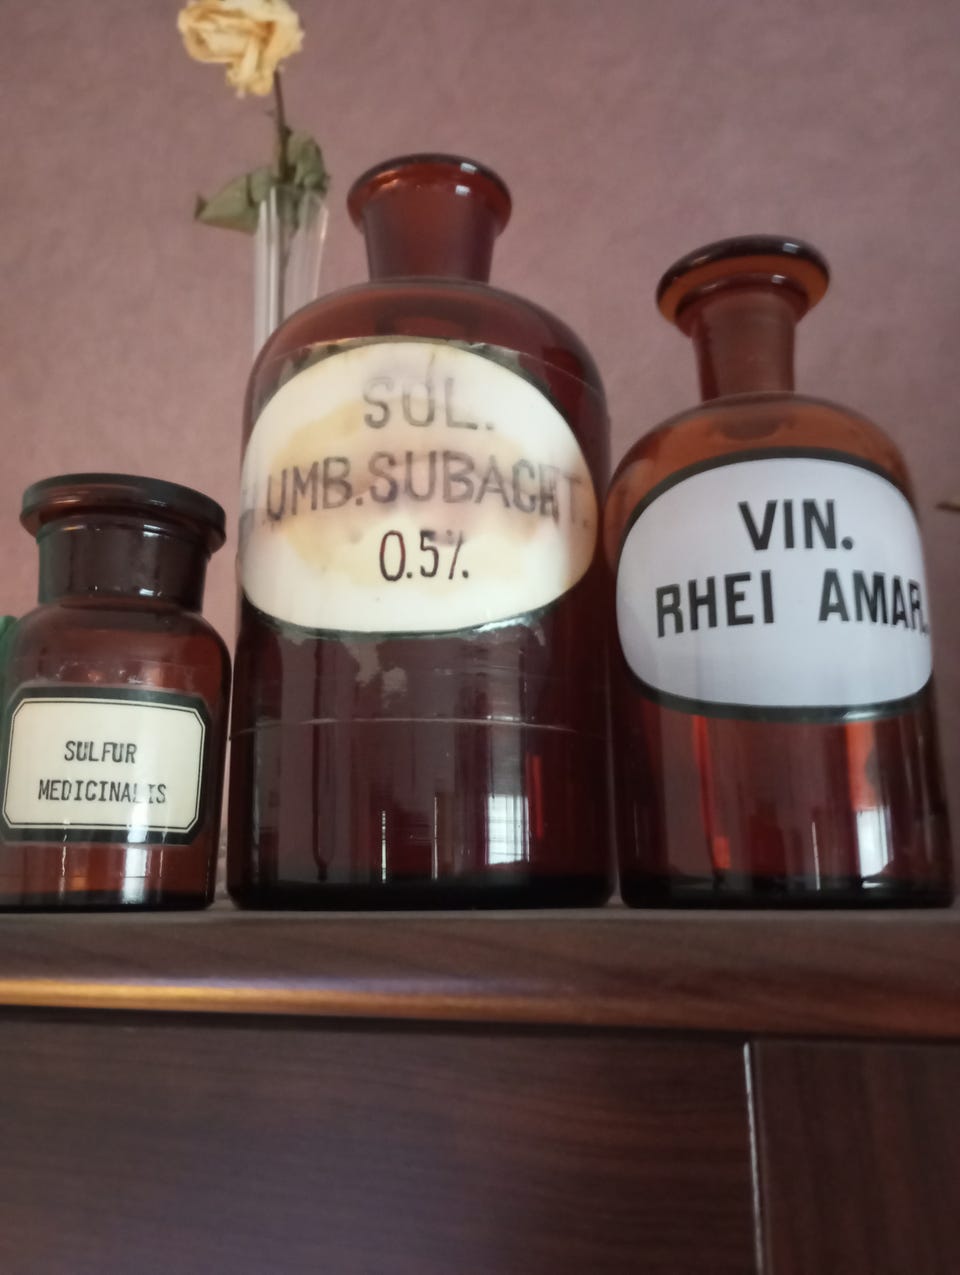 SULFUR
MEDICINALIS
SOL.
UMB.SUBACET.
0.5%
VIN.
RHEI AMAR.